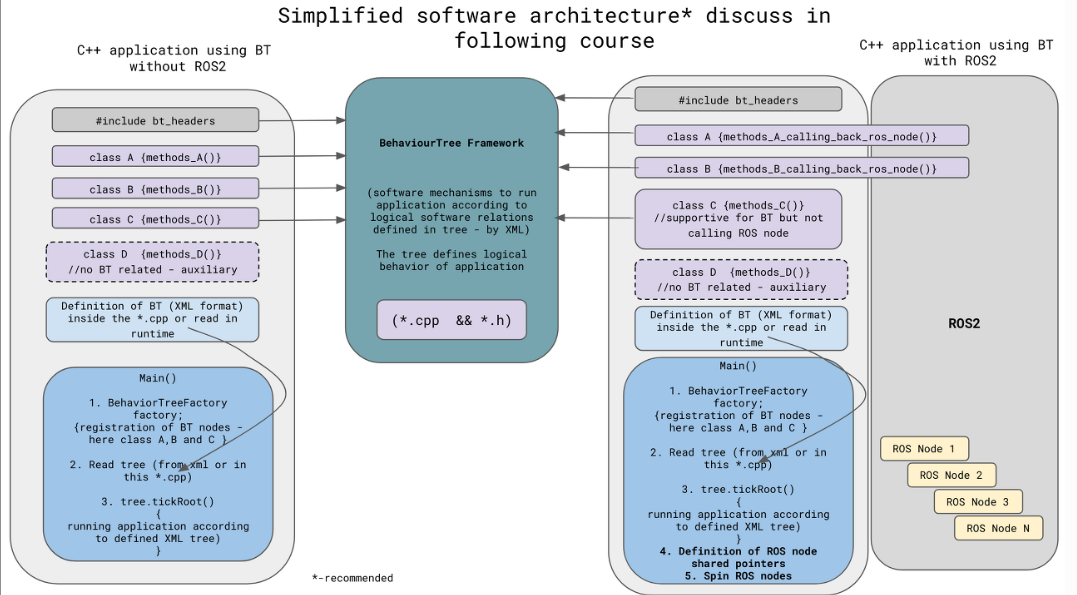 Simplified software architecture* discuss in
following course
C++ application using BT
without ROS2
#include bt_headers
class A {methods_A()}
class B {methods_B()}
class C {methods_C()}
class D  {methods_D()}
//no BT related - auxiliary
Definition of BT (XML format)
inside the *.cpp or read in
runtime
Main()
1. BehaviorTreeFactory
factory;
{registration of BT nodes -
here class A,B and C }
2. Read tree (from xml or in
this *.cpp)
3. tree.tickRoot()
{
running application according
to defined XML tree)
}
BehaviourTree Framework
(software mechanisms to run
application according to
logical software relations
defined in tree - by XML)
The tree defines logical
behavior of application
(*.cpp  && *.h)
*-recommended
C++ application using BT
with ROS2
#include bt_headers
class A {methods_A_calling_back_ros_node()}
class B {methods_B_calling_back_ros_node()}
class C {methods_C()}
//supportive for BT but not
calling ROS node
class D  {methods_D()}
//no BT related - auxiliary
Definition of BT (XML format)
inside the *.cpp or read in
runtime
Main()
1. BehaviorTreeFactory
factory;
{registration of BT nodes -
here class A,B and C }
2. Read tree (from xml or in
this *.cpp)
3. tree.tickRoot()
{
running application according
to defined XML tree)
}
4. Definition of ROS node
shared pointers
5. Spin ROS nodes
ROS2
ROS Node 1
ROS Node 2
ROS Node 3
ROS Node N